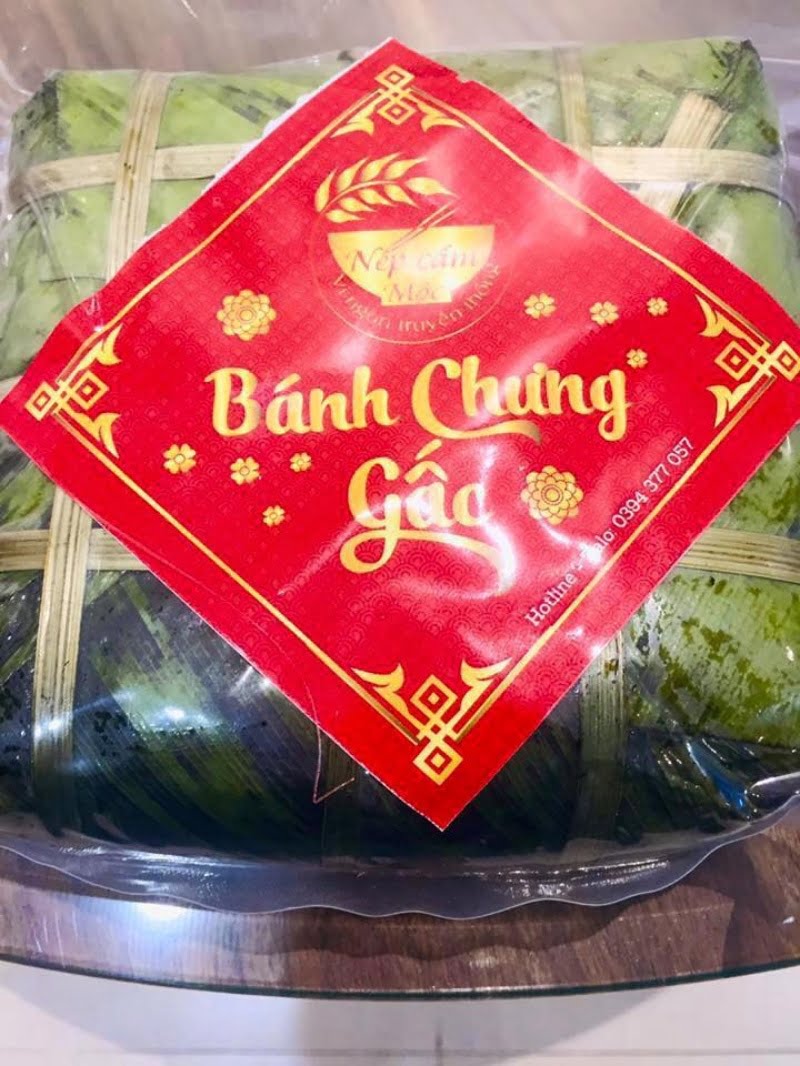 Nếp cẩm
Mộc
Vị ngon truyền thống
Bánh Chưng
Gấc
Hotline - Zalo: 0394 377 057